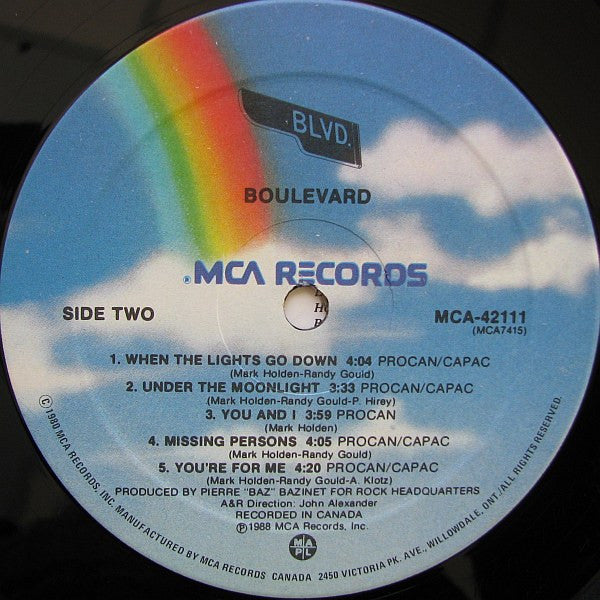 BLVD.
BOULEVARD
® MCA RECORDS
SIDE TWO
MCA-42111
(MCA7415)
1. WHEN THE LIGHTS GO DOWN 4:04 PROCAN/CAPAC
(Mark Holden-Randy Gould)
2. UNDER THE MOONLIGHT 3:33 PROCAN/CAPAC
(Mark Holden-Randy Gould-P. Hirey)
3. YOU AND I 3:59 PROCAN
(Mark Holden)
4. MISSING PERSONS 4:05 PROCAN/CAPAC
(Mark Holden-Randy Gould)
5. YOU'RE FOR ME 4:20 PROCAN/CAPAC
(Mark Holden-Randy Gould-A. Klotz)
PRODUCED BY PIERRE "BAZ" BAZINET FOR ROCK HEADQUARTERS
A&R Direction: John Alexander
RECORDED IN CANADA
℗1988 MCA Records, Inc.
MAPL
© 1980 MCA RECORDS, INC. MANUFACTURED BY MCA RECORDS CANADA 2450 VICTORIA PK. AVE., WILLOWDALE, ONT./ALL RIGHTS RESERVED.